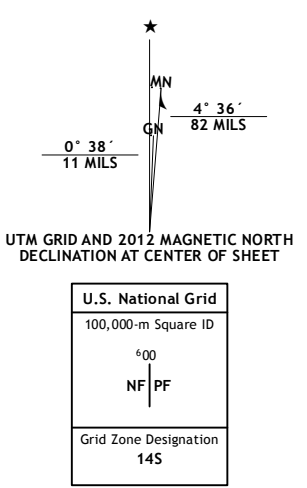 ★
MN
4° 36´
82 MILS
GN
0° 38´
11 MILS
UTM GRID AND 2012 MAGNETIC NORTH
DECLINATION AT CENTER OF SHEET
U.S. National Grid
100,000-m Square ID
⁶00
NF PF
Grid Zone Designation
14S